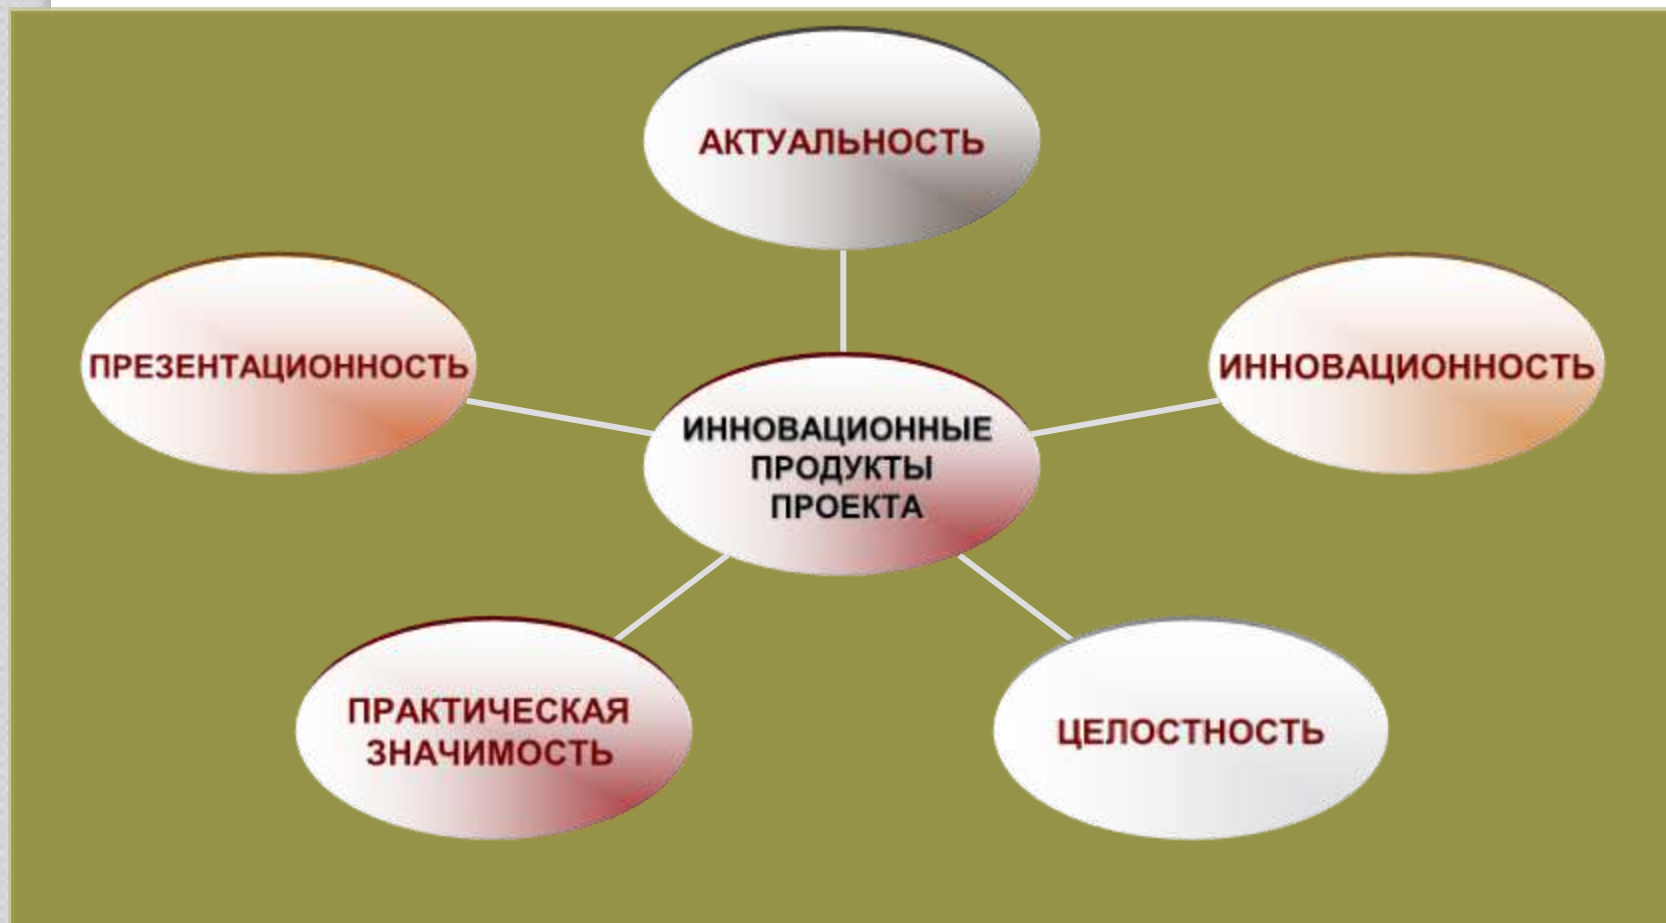 АКТУАЛЬНОСТЬ
ПРЕЗЕНТАЦИОННОСТЬ
ИННОВАЦИОННОСТЬ
ИННОВАЦИОННЫЕ
ПРОДУКТЫ
ПРОЕКТА
ПРАКТИЧЕСКАЯ
ЗНАЧИМОСТЬ
ЦЕЛОСТНОСТЬ